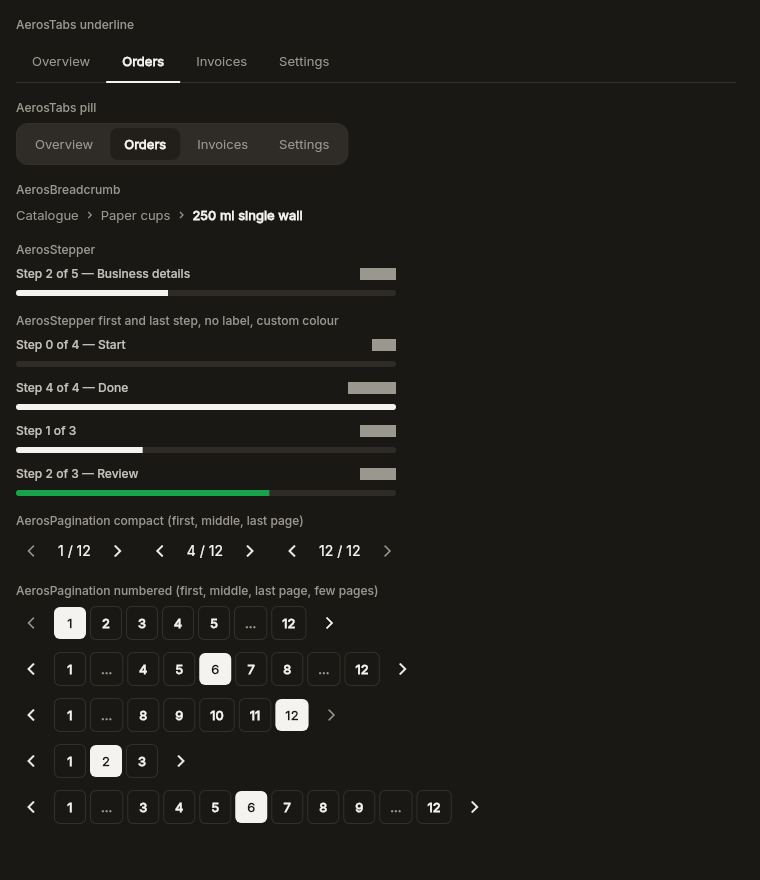 AerosTabs underline
Overview Orders Invoices Settings
AerosTabs pill
Overview Orders Invoices Settings
AerosBreadcrumb
Catalogue › Paper cups › 250 ml single wall
AerosStepper
Step 2 of 5 — Business details
AerosStepper first and last step, no label, custom colour
Step 0 of 4 — Start
Step 4 of 4 — Done
Step 1 of 3
Step 2 of 3 — Review
AerosPagination compact (first, middle, last page)
1 / 12 4 / 12 12 / 12
AerosPagination numbered (first, middle, last page, few pages)
1 2 3 4 5 ... 12
1 ... 4 5 6 7 8 ... 12
1 ... 8 9 10 11 12
1 2 3
1 ... 3 4 5 6 7 8 9 ... 12